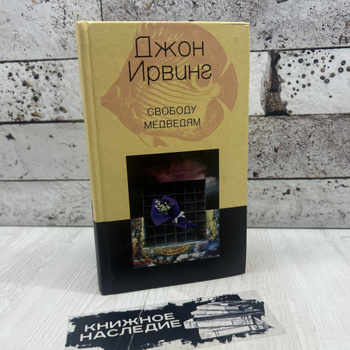 Джон
Ирвинг
СВОБОДУ
МЕДВЕДЯМ
КНИЖНОЕ
НАСЛЕДИЕ